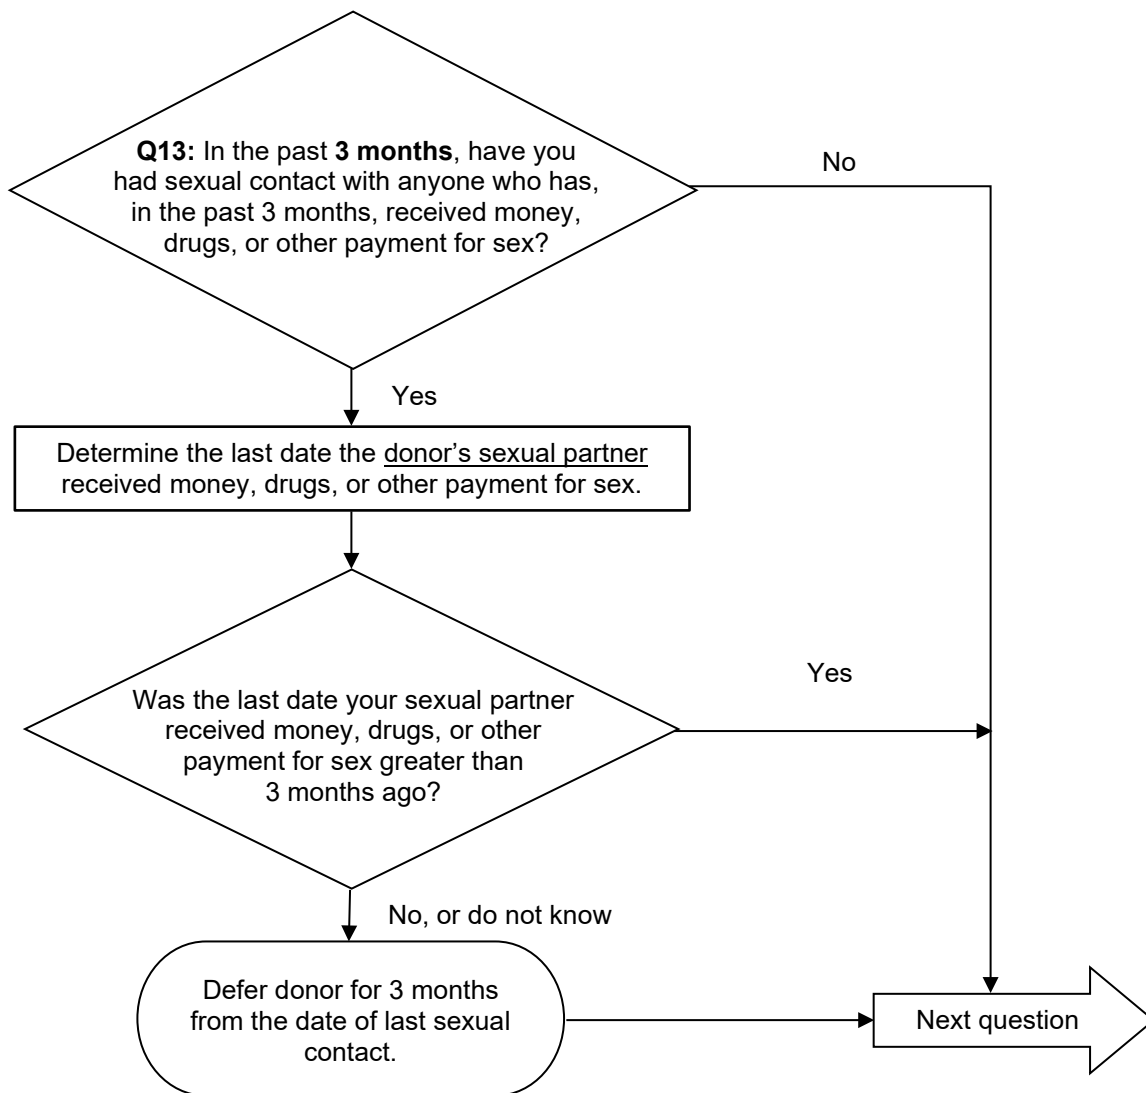 Q13: In the past 3 months, have you
had sexual contact with anyone who has,
in the past 3 months, received money,
drugs, or other payment for sex?
No
Yes
Determine the last date the donor's sexual partner
received money, drugs, or other payment for sex.
Was the last date your sexual partner
received money, drugs, or other
payment for sex greater than
3 months ago?
Yes
No, or do not know
Defer donor for 3 months
from the date of last sexual
contact.
Next question